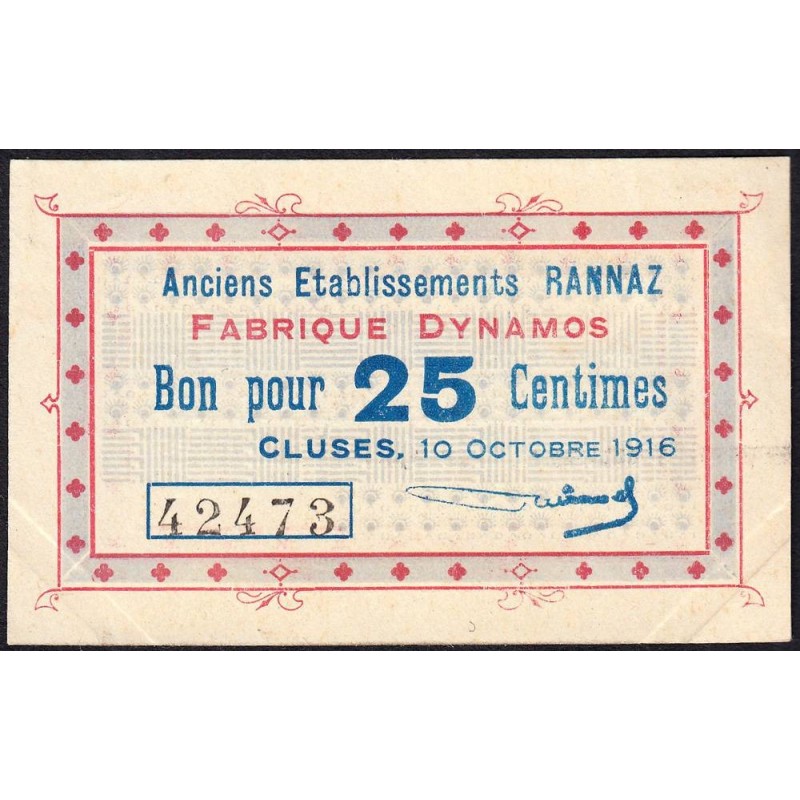 Anciens Etablissements RANNAZ
FABRIQUE DYNAMOS
Bon pour 25 Centimes
CLUSES, 10 OCTOBRE 1916
42473